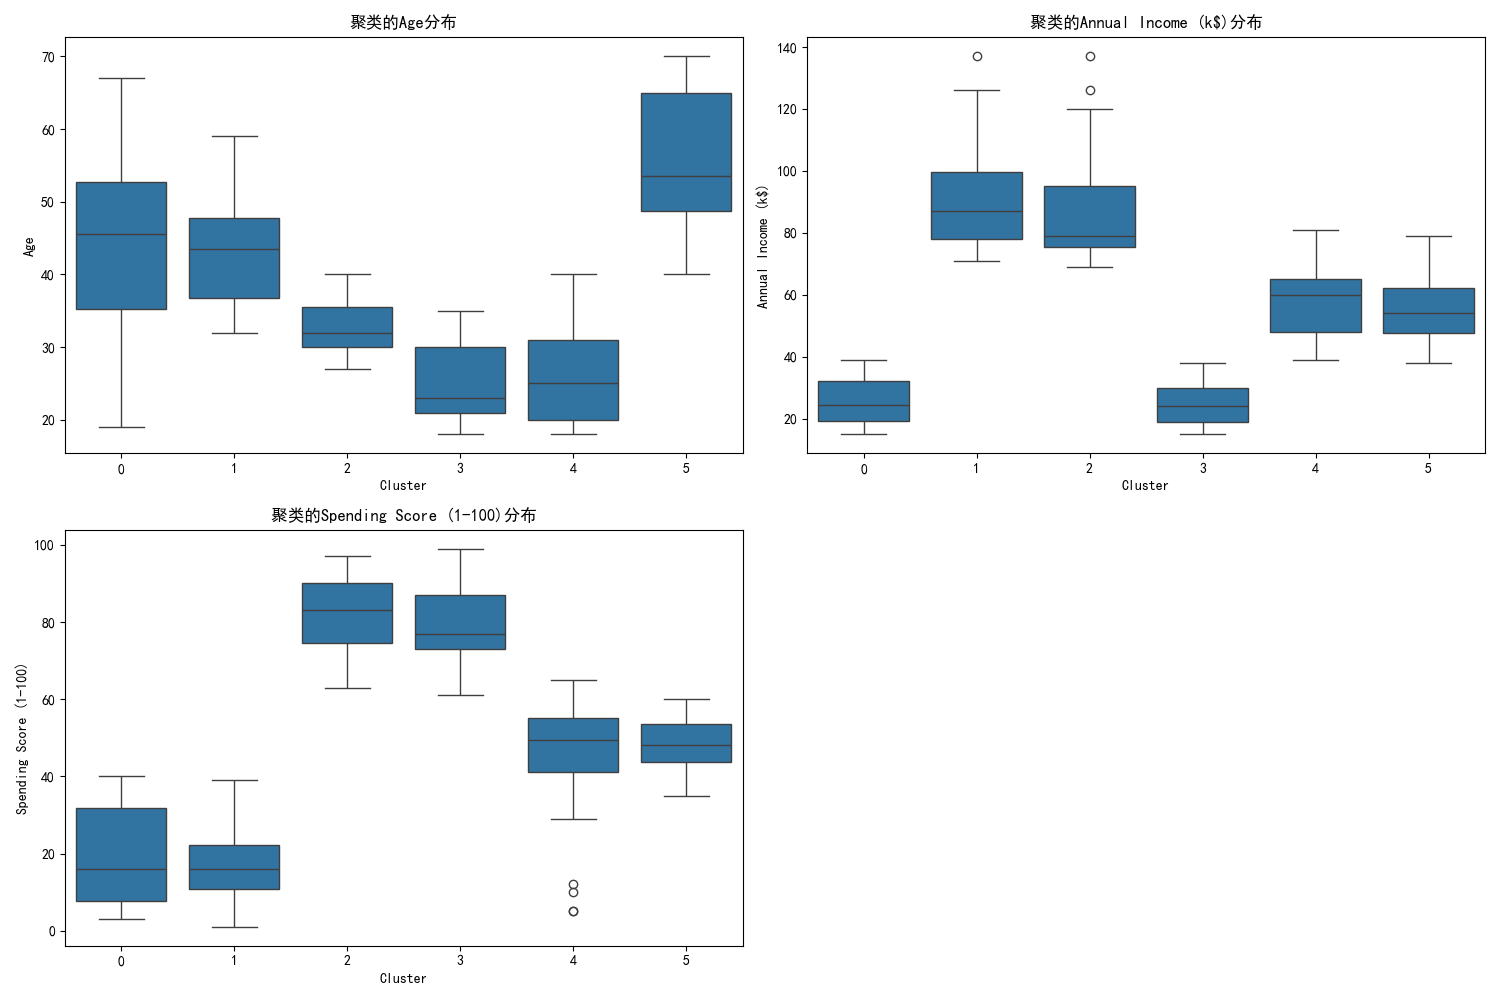 聚类的Age分布
Age
70
60
50
40
30
20
0 1 2 3 4 5
Cluster
聚类的Annual Income (k$)分布
Annual Income (k$)
140
120
100
80
60
40
20
0 1 2 3 4 5
Cluster
聚类的Spending Score (1-100)分布
Spending Score (1-100)
100
80
60
40
20
0
0 1 2 3 4 5
Cluster